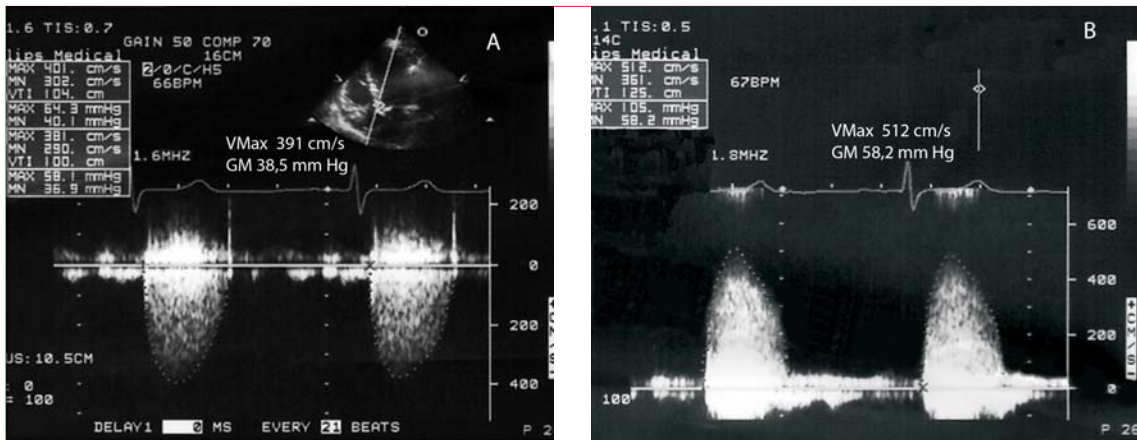 1.6 TIS:0.7
GAIN 50 COMP 70
A
16CM
lips Medical
2/0/C/H5
66BPM
MAX 401. cm/s
MN 302. cm/s
VTI 104. cm
MAX 64.3 mmHg
MN 40.1 mmHg
MAX 381. cm/s
MN 290. cm/s
VTI 100. cm
MAX 58.1 mmHg
MN 36.9 mmHg
VMax 391 cm/s
GM 38,5 mm Hg
1.6MHZ
200
0
200
400
US:10.5CM
: 0
= 100
DELAY1 0 MS EVERY 21 BEATS
P 2
.1 TIS:0.5
B
14C
lips Medical
67BPM
MAX 512. cm/s
MN 361. cm/s
VTI 125. cm
MAX 105. mmHg
MN 58.2 mmHg
VMax 512 cm/s
GM 58,2 mm Hg
1.8MHZ
600
400
200
0
100
P 26